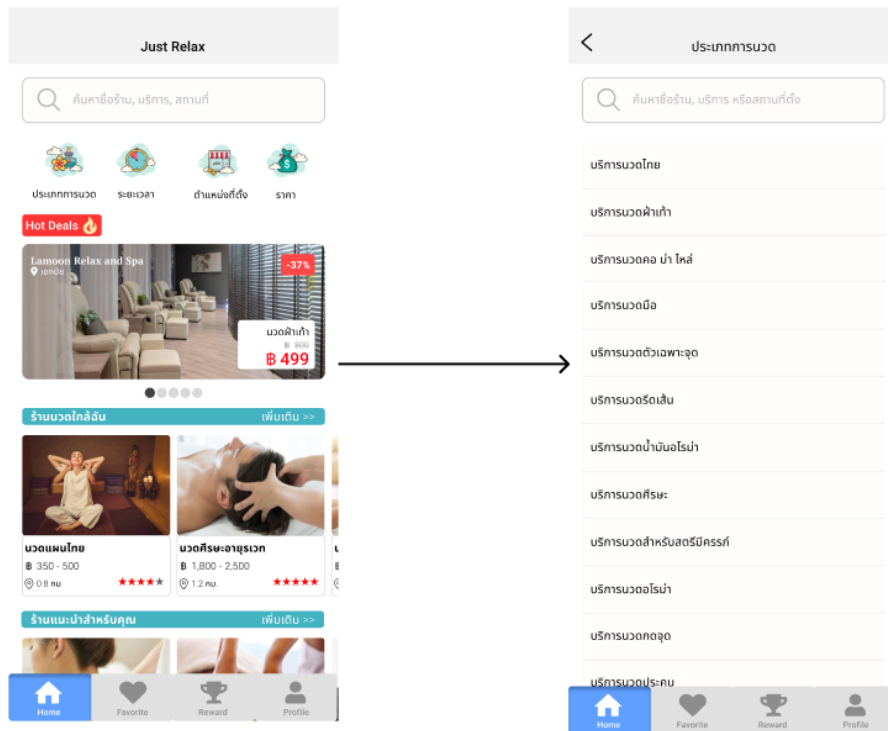 Just Relax
ค้นหาชื่อร้าน, บริการ, สถานที่
ประเภทการนวด
ระยะเวลา
ตำแหน่งที่ตั้ง
ราคา
Hot Deals
Lamoon Relax and Spa
เอกมัย
-37%
นวดฝ่าเท้า
฿ 800
฿ 499
ร้านนวดใกล้ฉัน
เพิ่มเติม >>
นวดแผนไทย
฿ 350 - 500
0.8 กม.
นวดศีรษะอายุรเวท
฿ 1,800 - 2,500
1.2 กม.
ร้านแนะนำสำหรับคุณ
เพิ่มเติม >>
Home
Favorite
Reward
Profile
ประเภทการนวด
ค้นหาชื่อร้าน, บริการ หรือสถานที่ตั้ง
บริการนวดไทย
บริการนวดฝ่าเท้า
บริการนวดคอ บ่า ไหล่
บริการนวดมือ
บริการนวดตัวเฉพาะจุด
บริการนวดรีดเส้น
บริการนวดน้ำมันอโรม่า
บริการนวดศีรษะ
บริการนวดสำหรับสตรีมีครรภ์
บริการนวดอโรม่า
บริการนวดกดจุด
บริการนวดประคบ
Home
Favorite
Reward
Profile